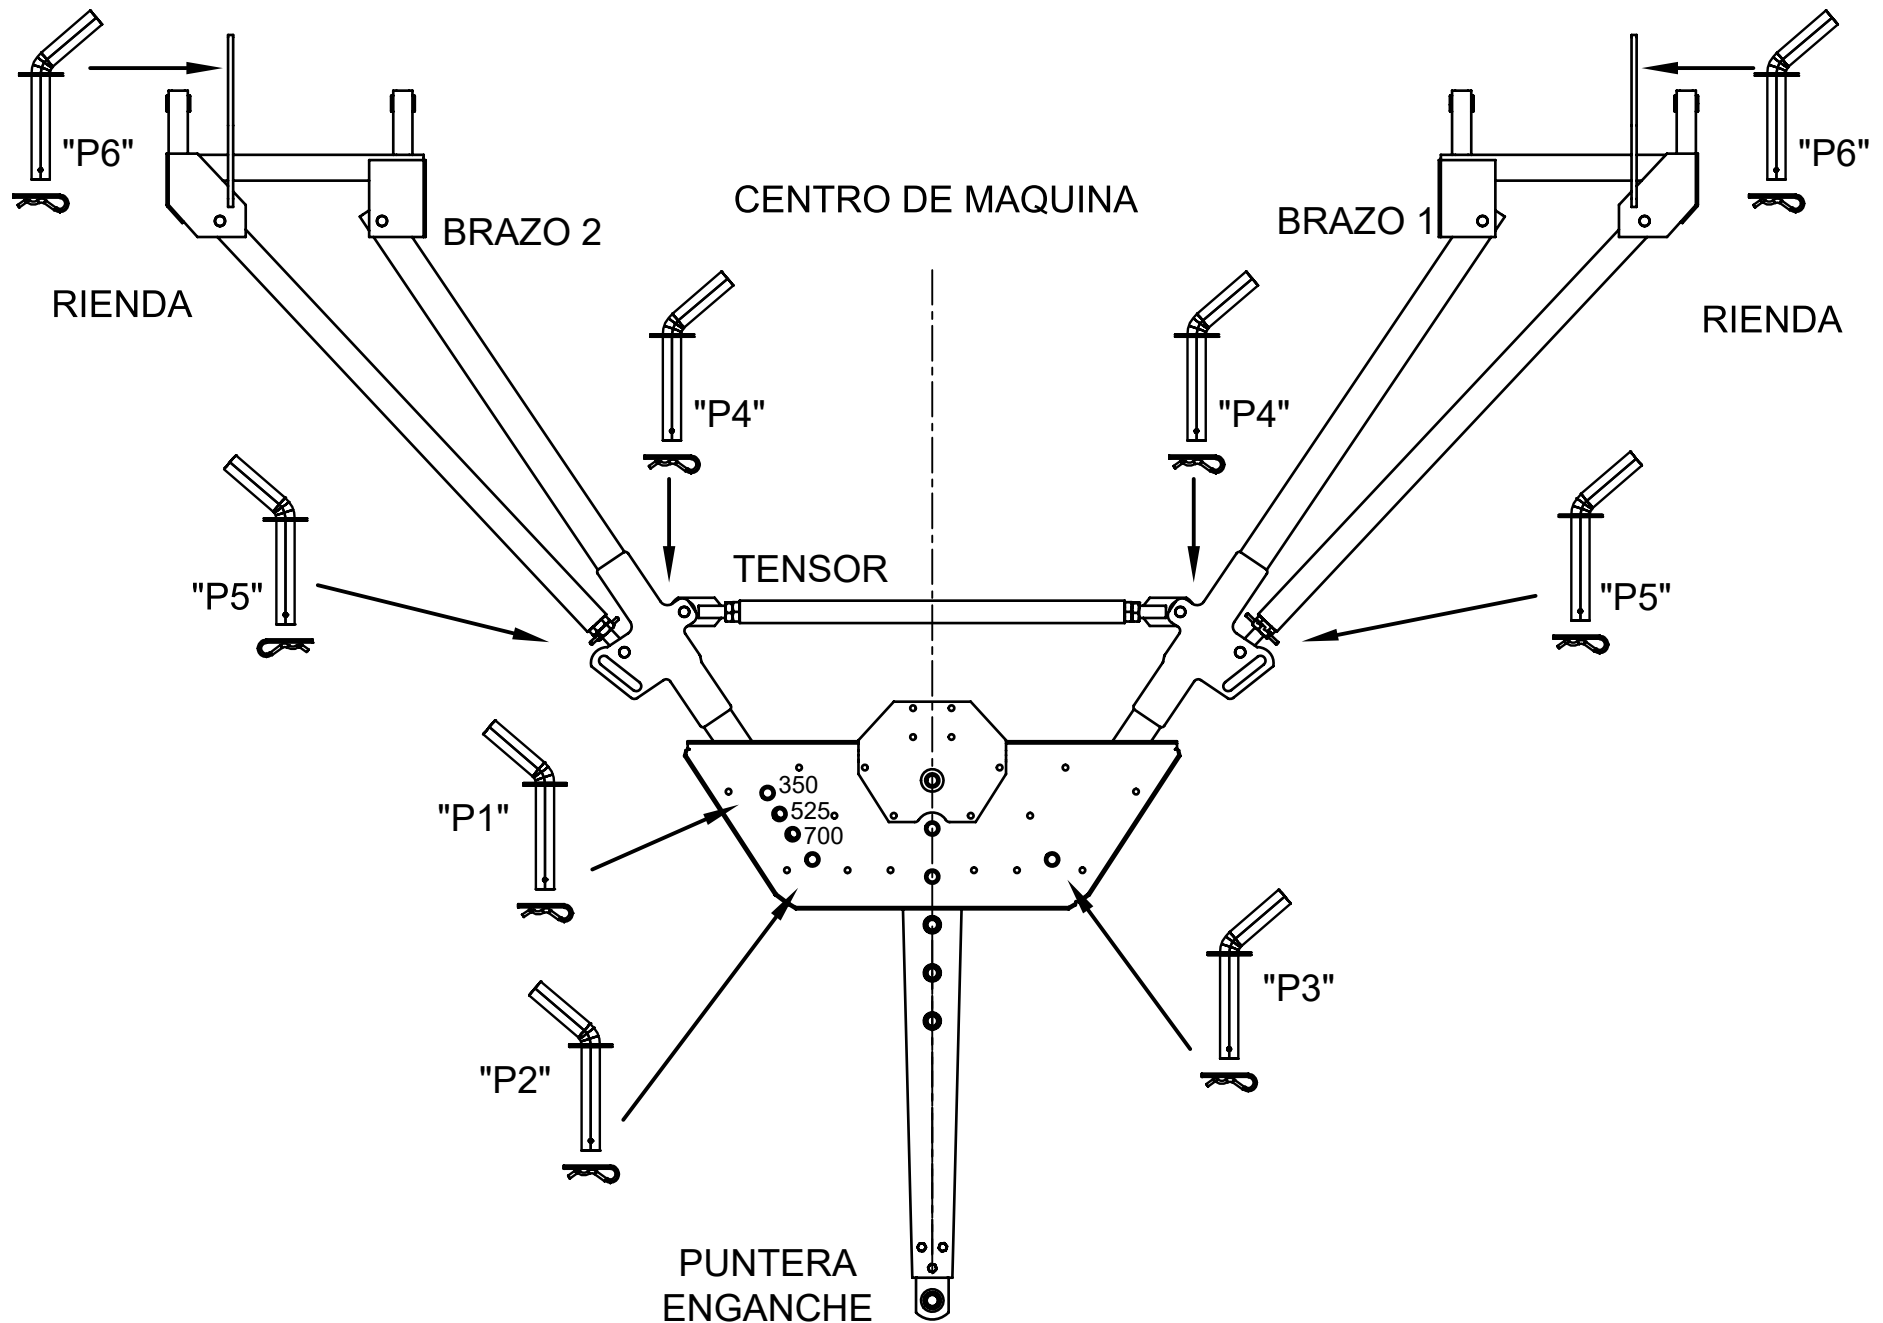 "P6"
"P6"
CENTRO DE MAQUINA
BRAZO 2
BRAZO 1
RIENDA
RIENDA
"P4"
"P4"
TENSOR
"P5"
"P5"
350
"P1"
525
700
"P3"
"P2"
PUNTERA
ENGANCHE